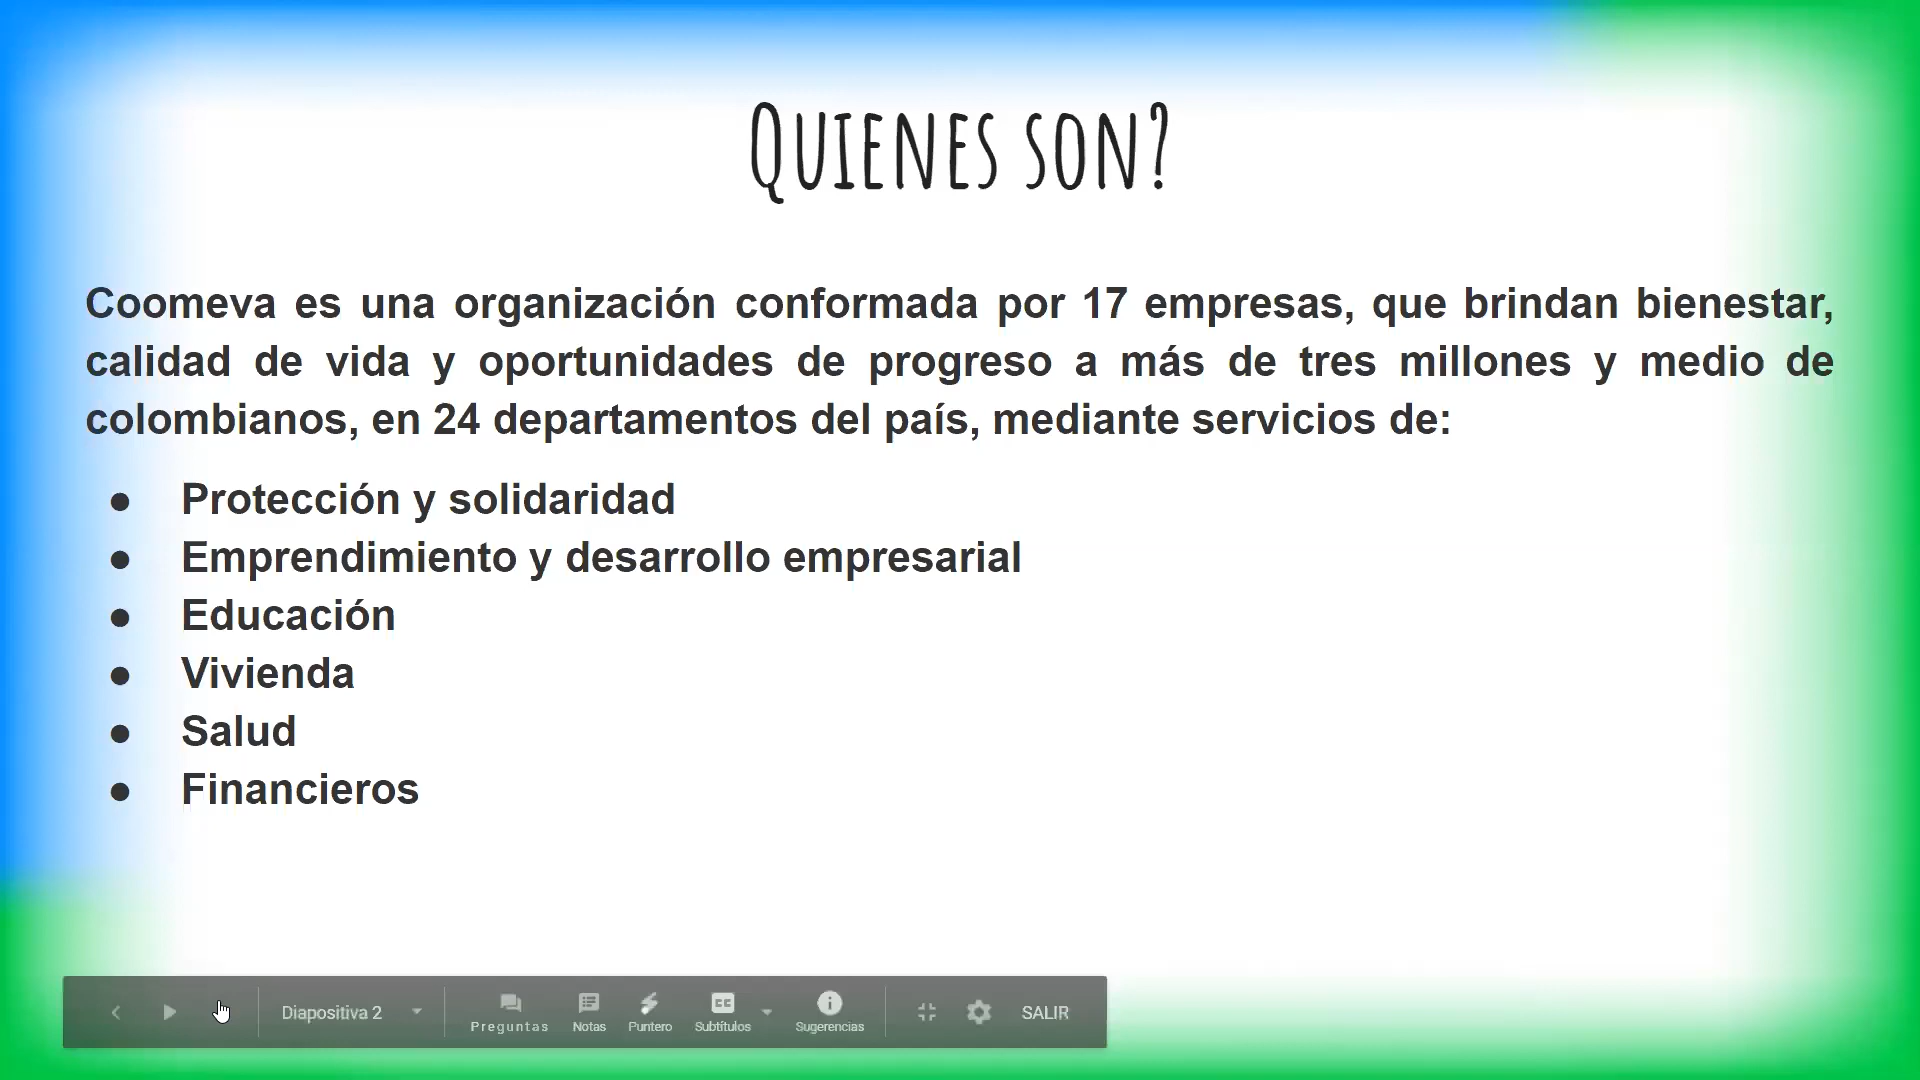 Quienes son?
Coomeva es una organización conformada por 17 empresas, que brindan bienestar,
calidad de vida y oportunidades de progreso a más de tres millones y medio de
colombianos, en 24 departamentos del país, mediante servicios de:
● Protección y solidaridad
● Emprendimiento y desarrollo empresarial
● Educación
● Vivienda
● Salud
● Financieros
Diapositiva 2
Preguntas
Notas
Puntero
CC
Subtítulos
Sugerencias
SALIR